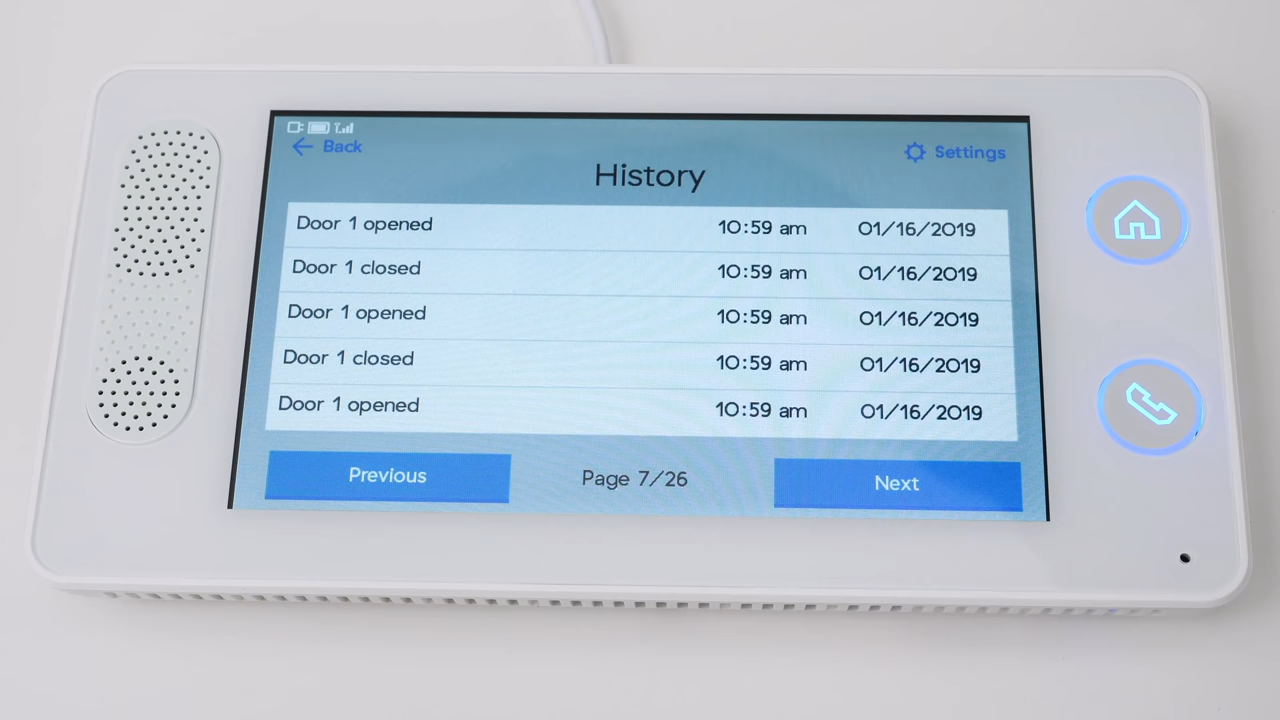 Back
Settings
History
Door 1 opened 10:59 am 01/16/2019
Door 1 closed 10:59 am 01/16/2019
Door 1 opened 10:59 am 01/16/2019
Door 1 closed 10:59 am 01/16/2019
Door 1 opened 10:59 am 01/16/2019
Previous Page 7/26 Next